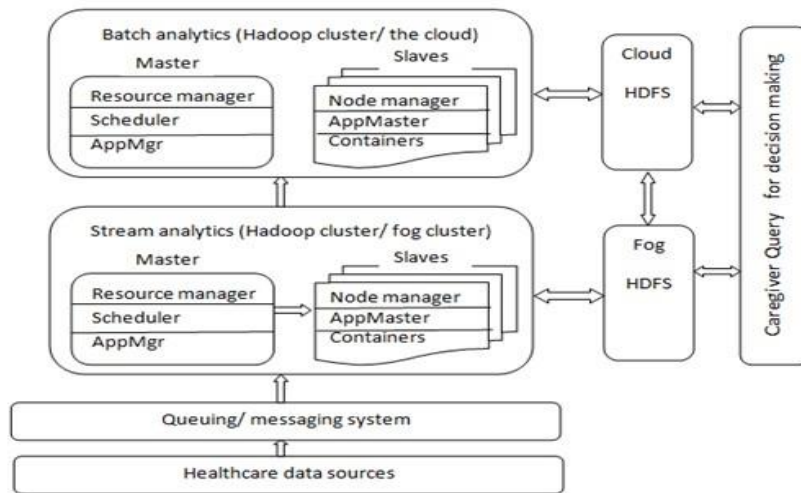 Batch analytics (Hadoop cluster/ the cloud)
Master
Resource manager
Scheduler
AppMgr
Slaves
Node manager
AppMaster
Containers
Cloud
HDFS
Stream analytics (Hadoop cluster/ fog cluster)
Master
Resource manager
Scheduler
AppMgr
Slaves
Node manager
AppMaster
Containers
Fog
HDFS
Caregiver Query for decision making
Queuing/ messaging system
Healthcare data sources